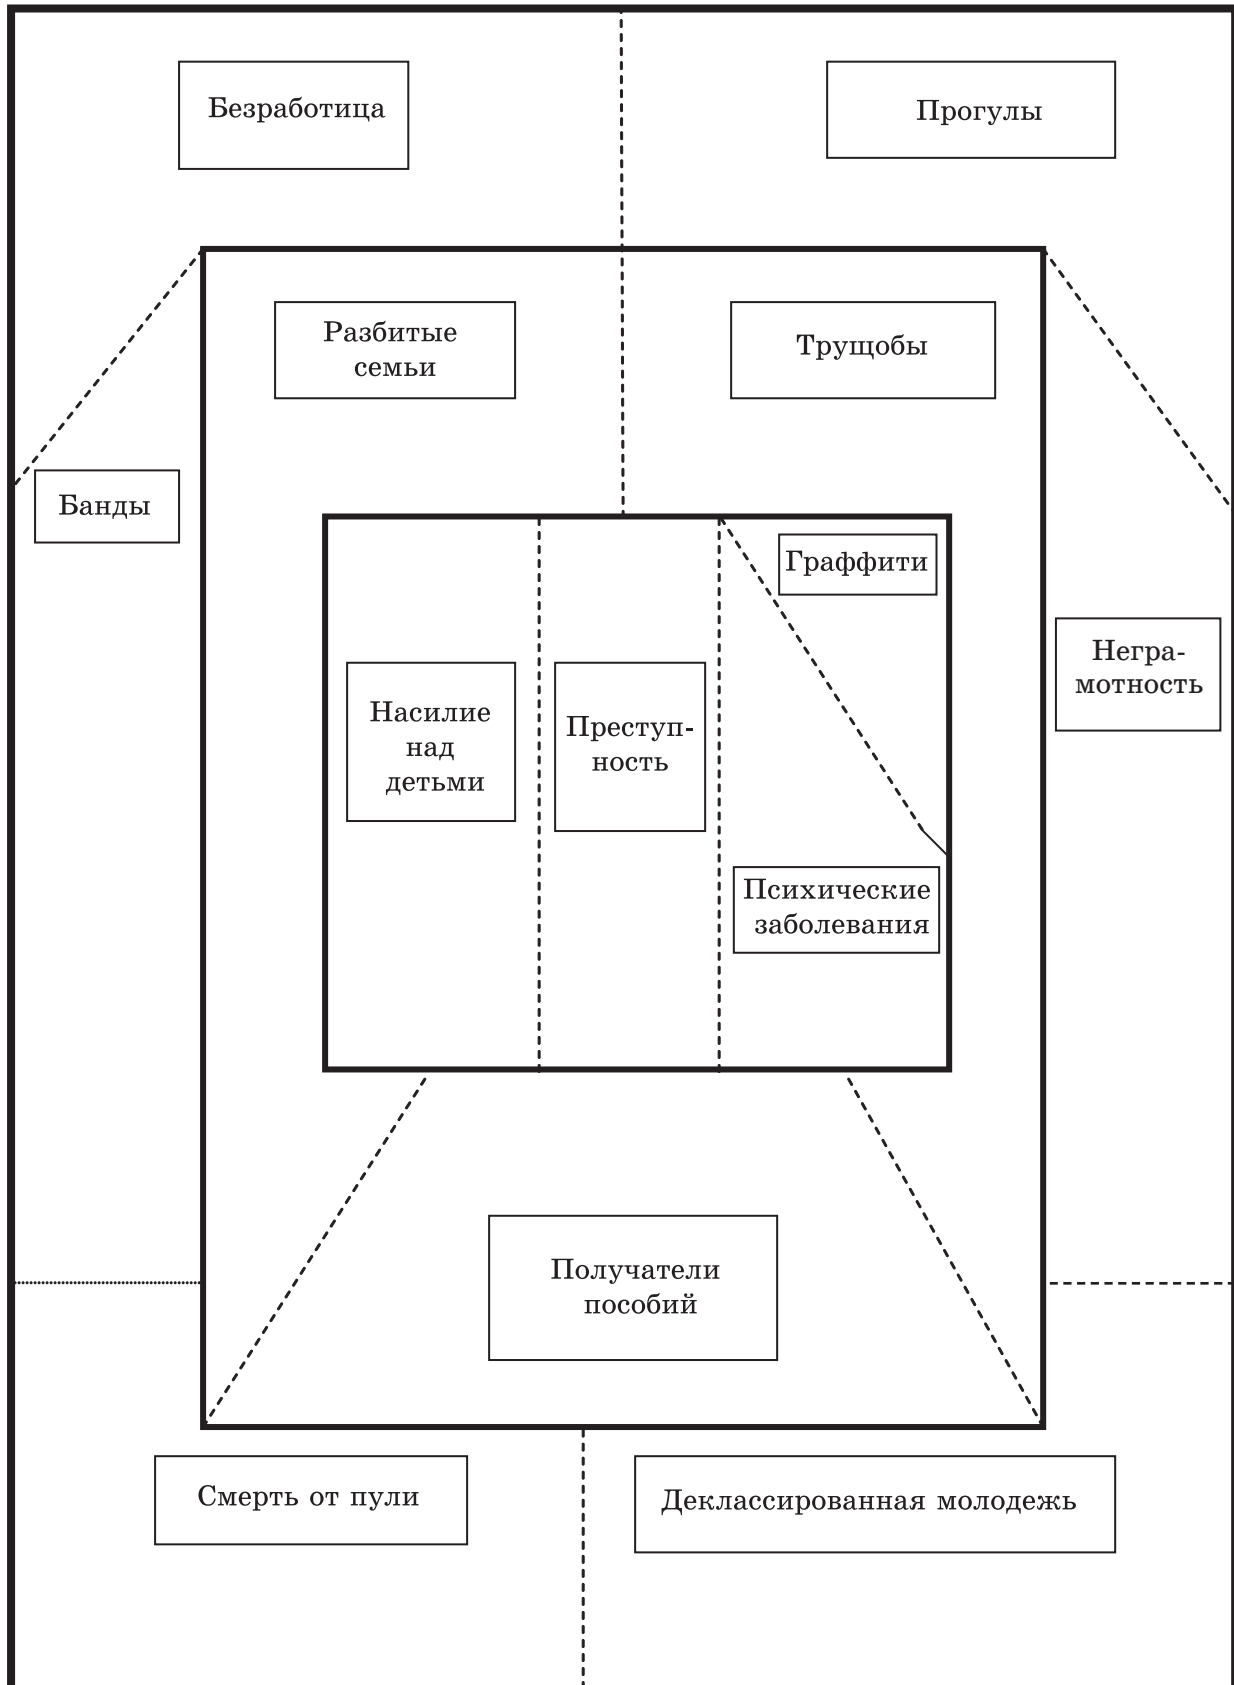 Безработица
Прогулы
Разбитые
семьи
Трущобы
Банды
Граффити
Негра-
мотность
Насилие
над
детьми
Преступ-
ность
Психические
заболевания
Получатели
пособий
Смерть от пули
Деклассированная молодежь